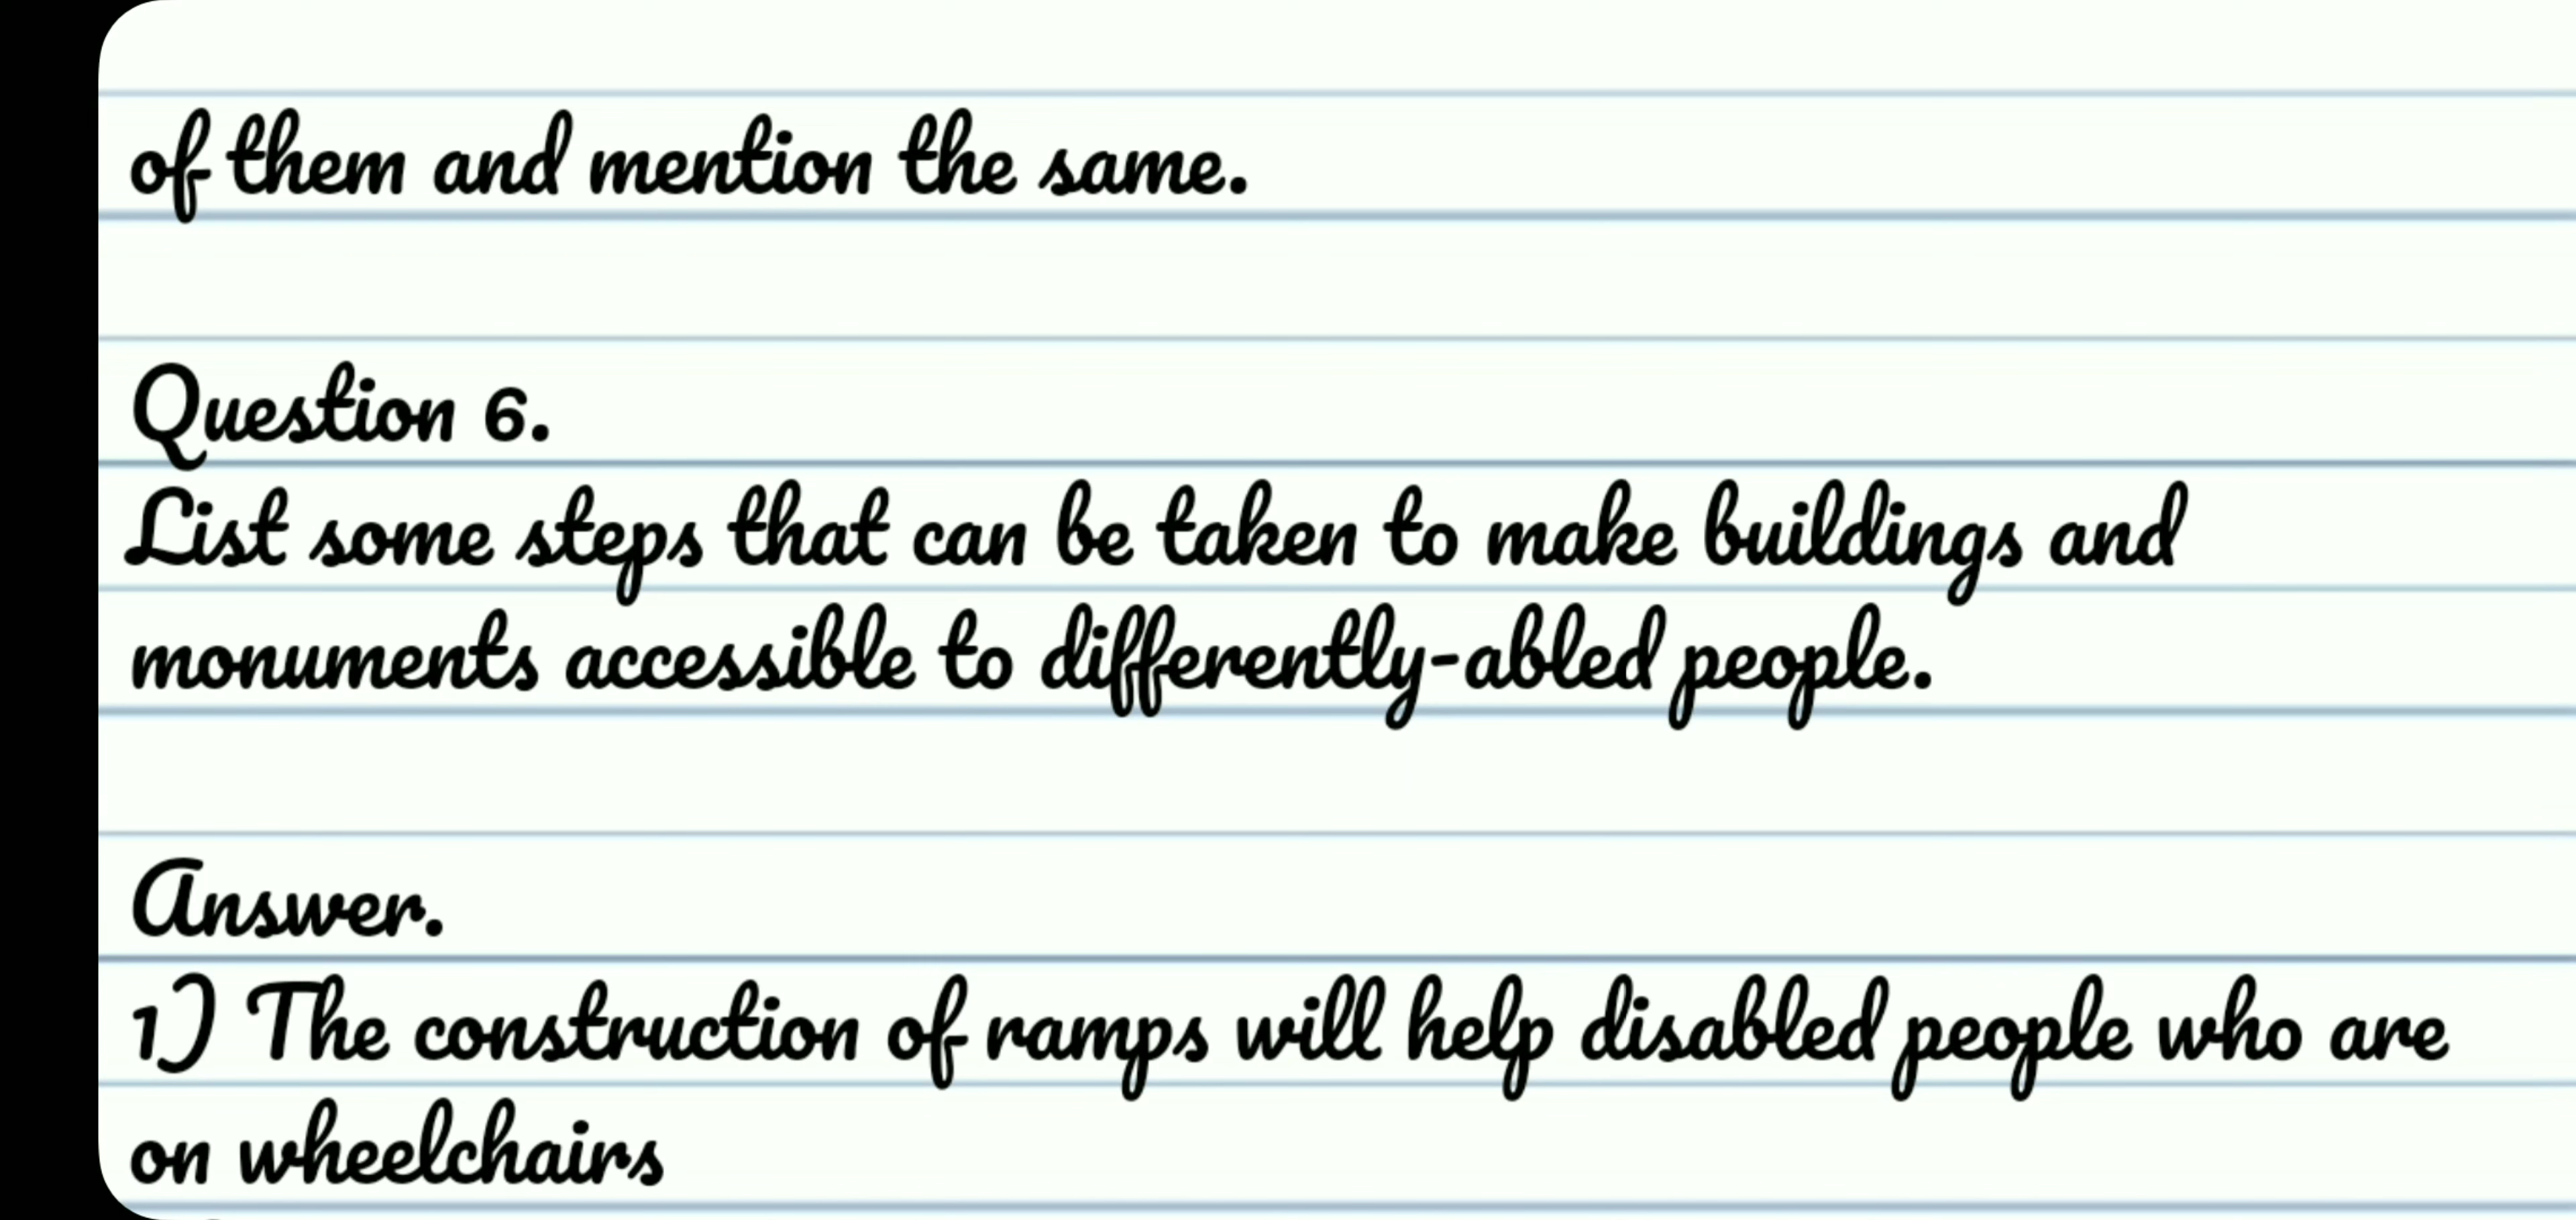 of them and mention the same.
Question 6.
List some steps that can be taken to make buildings and
monuments accessible to differently-abled people.
Answer.
1) The construction of ramps will help disabled people who are
on wheelchairs